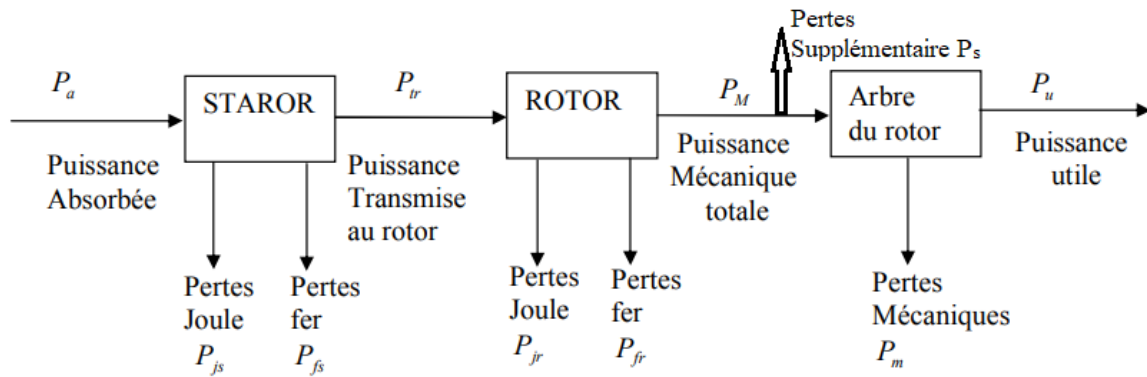 Pertes
Supplémentaire Ps
Pa
STAROR
Ptr
ROTOR
PM
Arbre
du rotor
Pu
Puissance
Absorbée
Puissance
Transmise
au rotor
Puissance
Mécanique
totale
Puissance
utile
Pertes
Joule
Pjs
Pertes
fer
Pfs
Pertes
Joule
Pjr
Pertes
fer
Pfr
Pertes
Mécaniques
Pm